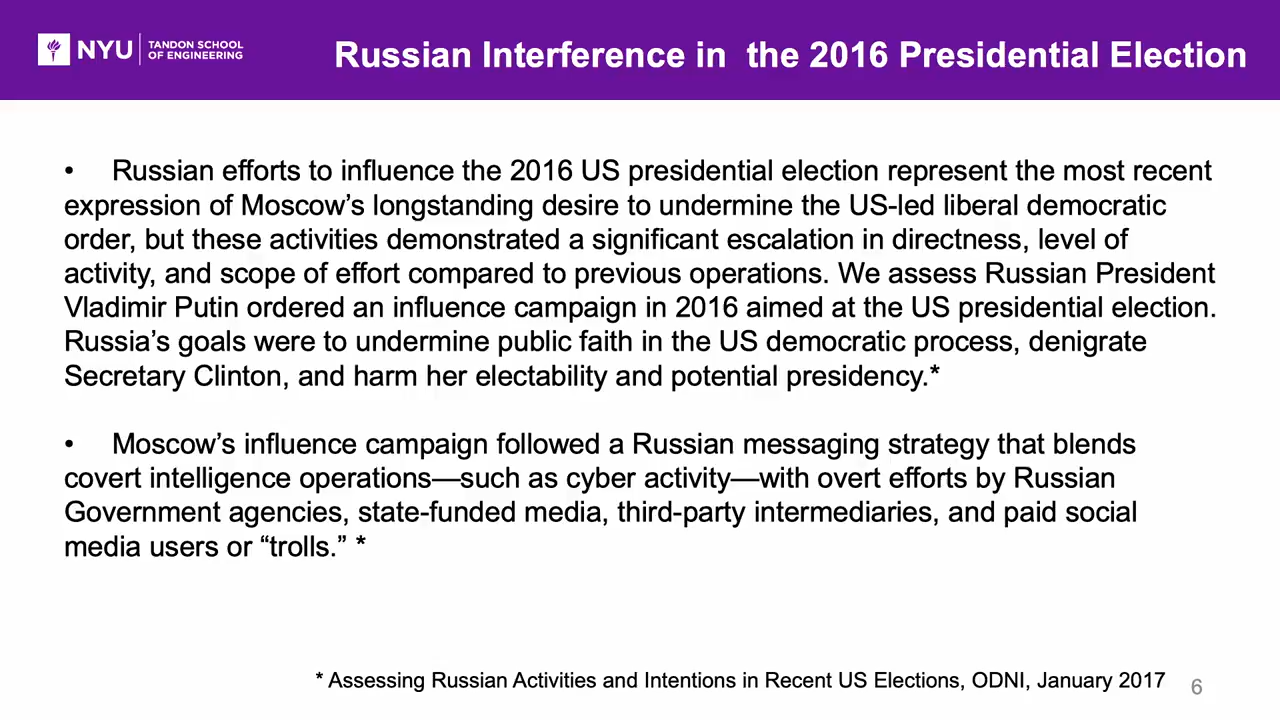 NYU
TANDON SCHOOL
OF ENGINEERING
Russian Interference in  the 2016 Presidential Election
•     Russian efforts to influence the 2016 US presidential election represent the most recent
expression of Moscow’s longstanding desire to undermine the US-led liberal democratic
order, but these activities demonstrated a significant escalation in directness, level of
activity, and scope of effort compared to previous operations. We assess Russian President
Vladimir Putin ordered an influence campaign in 2016 aimed at the US presidential election.
Russia’s goals were to undermine public faith in the US democratic process, denigrate
Secretary Clinton, and harm her electability and potential presidency.*
•     Moscow’s influence campaign followed a Russian messaging strategy that blends
covert intelligence operations—such as cyber activity—with overt efforts by Russian
Government agencies, state-funded media, third-party intermediaries, and paid social
media users or “trolls.” *
* Assessing Russian Activities and Intentions in Recent US Elections, ODNI, January 2017
6